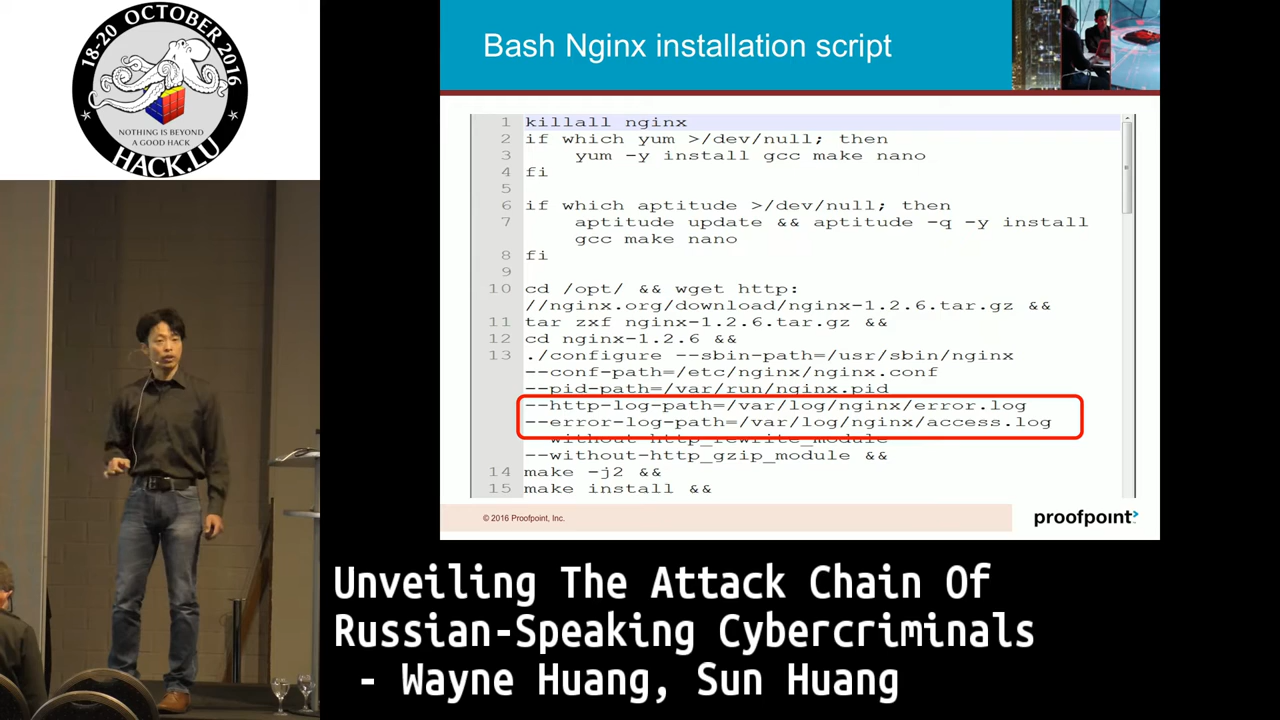 18-20 OCTOBER 2016
NOTHING IS BEYOND
A GOOD HACK
HACK.LU
Bash Nginx installation script
1 killall nginx
2 if which yum >/dev/null; then
3 yum -y install gcc make nano
4 fi
5
6 if which aptitude >/dev/null; then
7 aptitude update && aptitude -q -y install
gcc make nano
8 fi
9
10 cd /opt/ && wget http:
//nginx.org/download/nginx-1.2.6.tar.gz &&
11 tar zxf nginx-1.2.6.tar.gz &&
12 cd nginx-1.2.6 &&
13 ./configure --sbin-path=/usr/sbin/nginx
--conf-path=/etc/nginx/nginx.conf
--pid-path=/var/run/nginx.pid
--http-log-path=/var/log/nginx/error.log
--error-log-path=/var/log/nginx/access.log
--without-http_rewrite_module
--without-http_gzip_module &&
14 make -j2 &&
15 make install &&
© 2016 Proofpoint, Inc.
proofpoint
Unveiling The Attack Chain Of
Russian-Speaking Cybercriminals
- Wayne Huang, Sun Huang